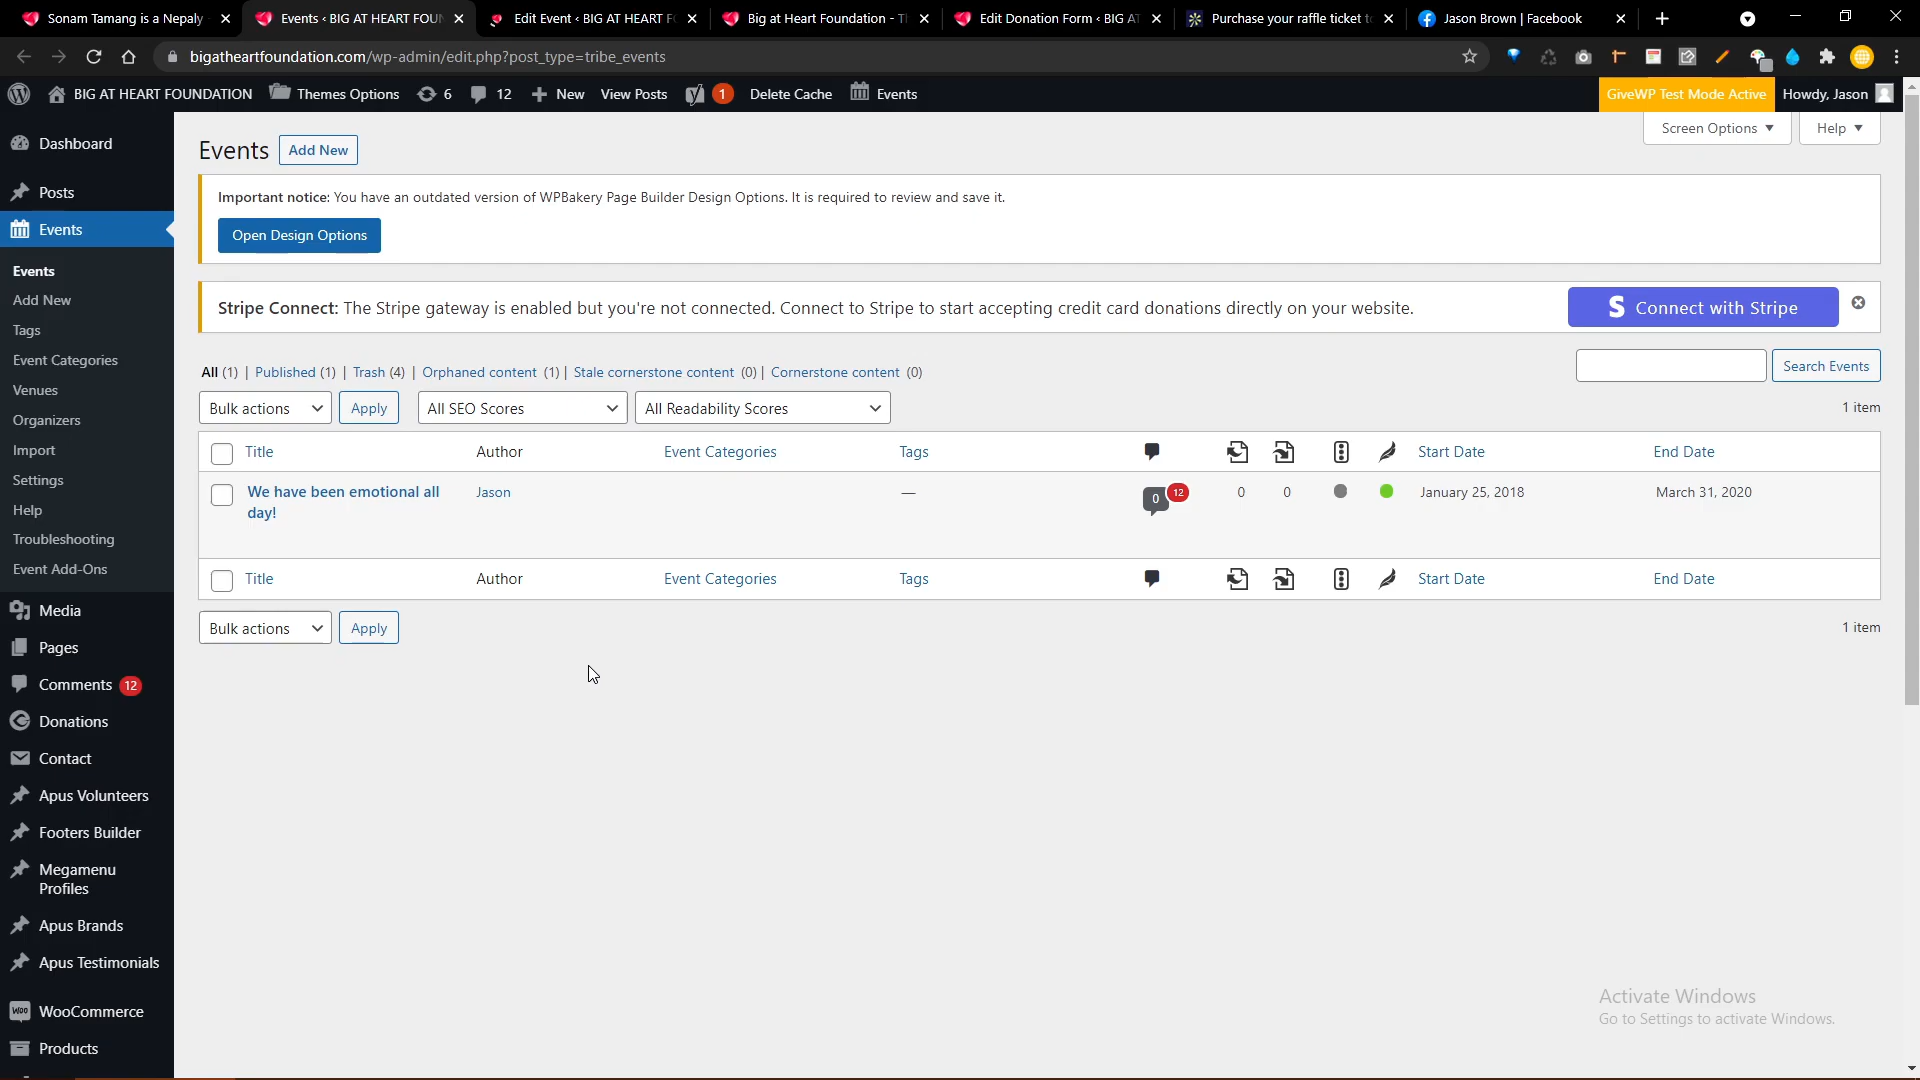 Sonam Tamang is a Nepaly
Events ‹ BIG AT HEART FOUN
Edit Event ‹ BIG AT HEART F
Big at Heart Foundation - T
Edit Donation Form ‹ BIG AT
Purchase your raffle ticket t
Jason Brown | Facebook
bigatheartfoundation.com/wp-admin/edit.php?post_type=tribe_events
BIG AT HEART FOUNDATION
Themes Options
6
12
New
View Posts
1
Delete Cache
Events
GiveWP Test Mode Active
Howdy, Jason
Dashboard
Posts
Events
Events
Add New
Tags
Event Categories
Venues
Organizers
Import
Settings
Help
Troubleshooting
Event Add-Ons
Media
Pages
Comments 12
Donations
Contact
Apus Volunteers
Footers Builder
Megamenu
Profiles
Apus Brands
Apus Testimonials
WooCommerce
Products
Screen Options
Help
Events Add New
Important notice: You have an outdated version of WPBakery Page Builder Design Options. It is required to review and save it.
Open Design Options
Stripe Connect: The Stripe gateway is enabled but you're not connected. Connect to Stripe to start accepting credit card donations directly on your website.
S Connect with Stripe
All (1) | Published (1) | Trash (4) | Orphaned content (1) | Stale cornerstone content (0) | Cornerstone content (0)
Search Events
Bulk actions Apply All SEO Scores All Readability Scores 1 item
Title Author Event Categories Tags Start Date End Date
We have been emotional all Jason — 0 12 0 0 January 25, 2018 March 31, 2020
day!
Title Author Event Categories Tags Start Date End Date
Bulk actions Apply 1 item
Activate Windows
Go to Settings to activate Windows.